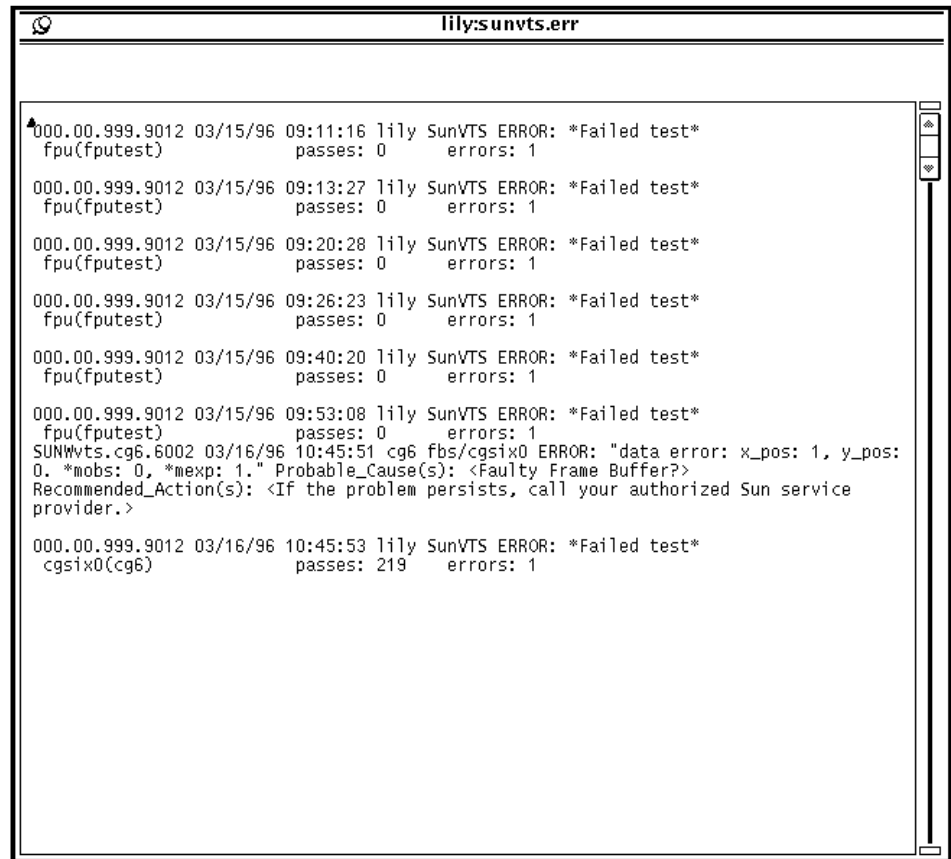 lily:sunvts.err
000.00.999.9012 03/15/96 09:11:16 lily SunVTS ERROR: *Failed test*
fpu(fputest) passes: 0 errors: 1
000.00.999.9012 03/15/96 09:13:27 lily SunVTS ERROR: *Failed test*
fpu(fputest) passes: 0 errors: 1
000.00.999.9012 03/15/96 09:20:28 lily SunVTS ERROR: *Failed test*
fpu(fputest) passes: 0 errors: 1
000.00.999.9012 03/15/96 09:26:23 lily SunVTS ERROR: *Failed test*
fpu(fputest) passes: 0 errors: 1
000.00.999.9012 03/15/96 09:40:20 lily SunVTS ERROR: *Failed test*
fpu(fputest) passes: 0 errors: 1
000.00.999.9012 03/15/96 09:53:08 lily SunVTS ERROR: *Failed test*
fpu(fputest) passes: 0 errors: 1
SUNWvts.cg6.6002 03/16/96 10:45:51 cg6 fbs/cgsix0 ERROR: "data error: x_pos: 1, y_pos:
0. *mobs: 0, *mexp: 1." Probable_Cause(s): <Faulty Frame Buffer?>
Recommended_Action(s): <If the problem persists, call your authorized Sun service
provider.>
000.00.999.9012 03/16/96 10:45:53 lily SunVTS ERROR: *Failed test*
cgsix0(cg6) passes: 219 errors: 1